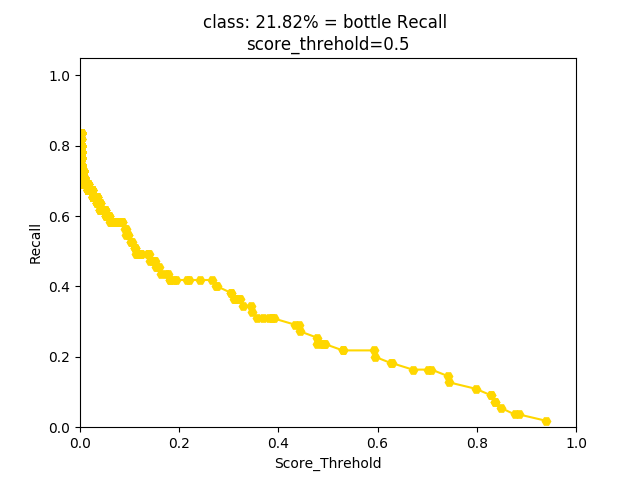 class: 21.82% = bottle Recall
score_threhold=0.5
1.0
0.8
0.6
0.4
0.2
0.0
Recall
0.0 0.2 0.4 0.6 0.8 1.0
Score_Threhold